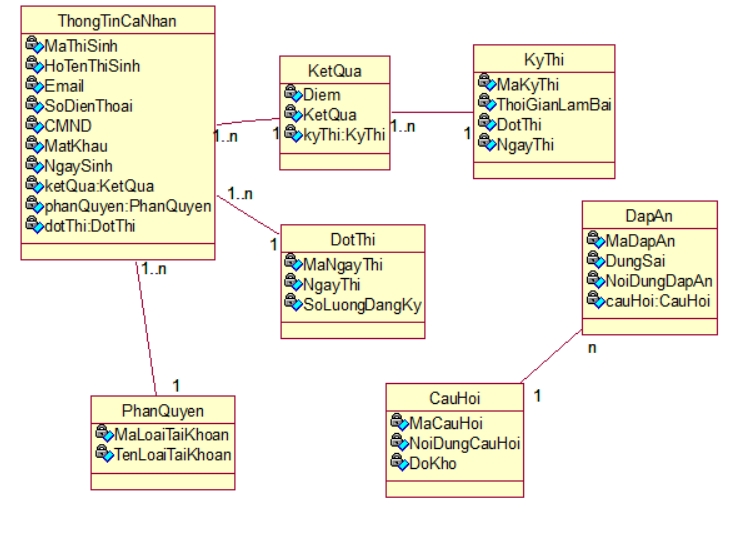 ThongTinCaNhan
MaThiSinh
HoTenThiSinh
Email
SoDienThoai
CMND
MatKhau
NgaySinh
ketQua:KetQua
phanQuyen:PhanQuyen
dotThi:DotThi
KetQua
Diem
KetQua
kyThi:KyThi
KyThi
MaKyThi
ThoiGianLamBai
DotThi
NgayThi
1..n
1
1..n
1
1..n
1
DotThi
MaNgayThi
NgayThi
SoLuongDangKy
DapAn
MaDapAn
DungSai
NoiDungDapAn
cauHoi:CauHoi
1..n
1
n
1
PhanQuyen
MaLoaiTaiKhoan
TenLoaiTaiKhoan
CauHoi
MaCauHoi
NoiDungCauHoi
DoKho